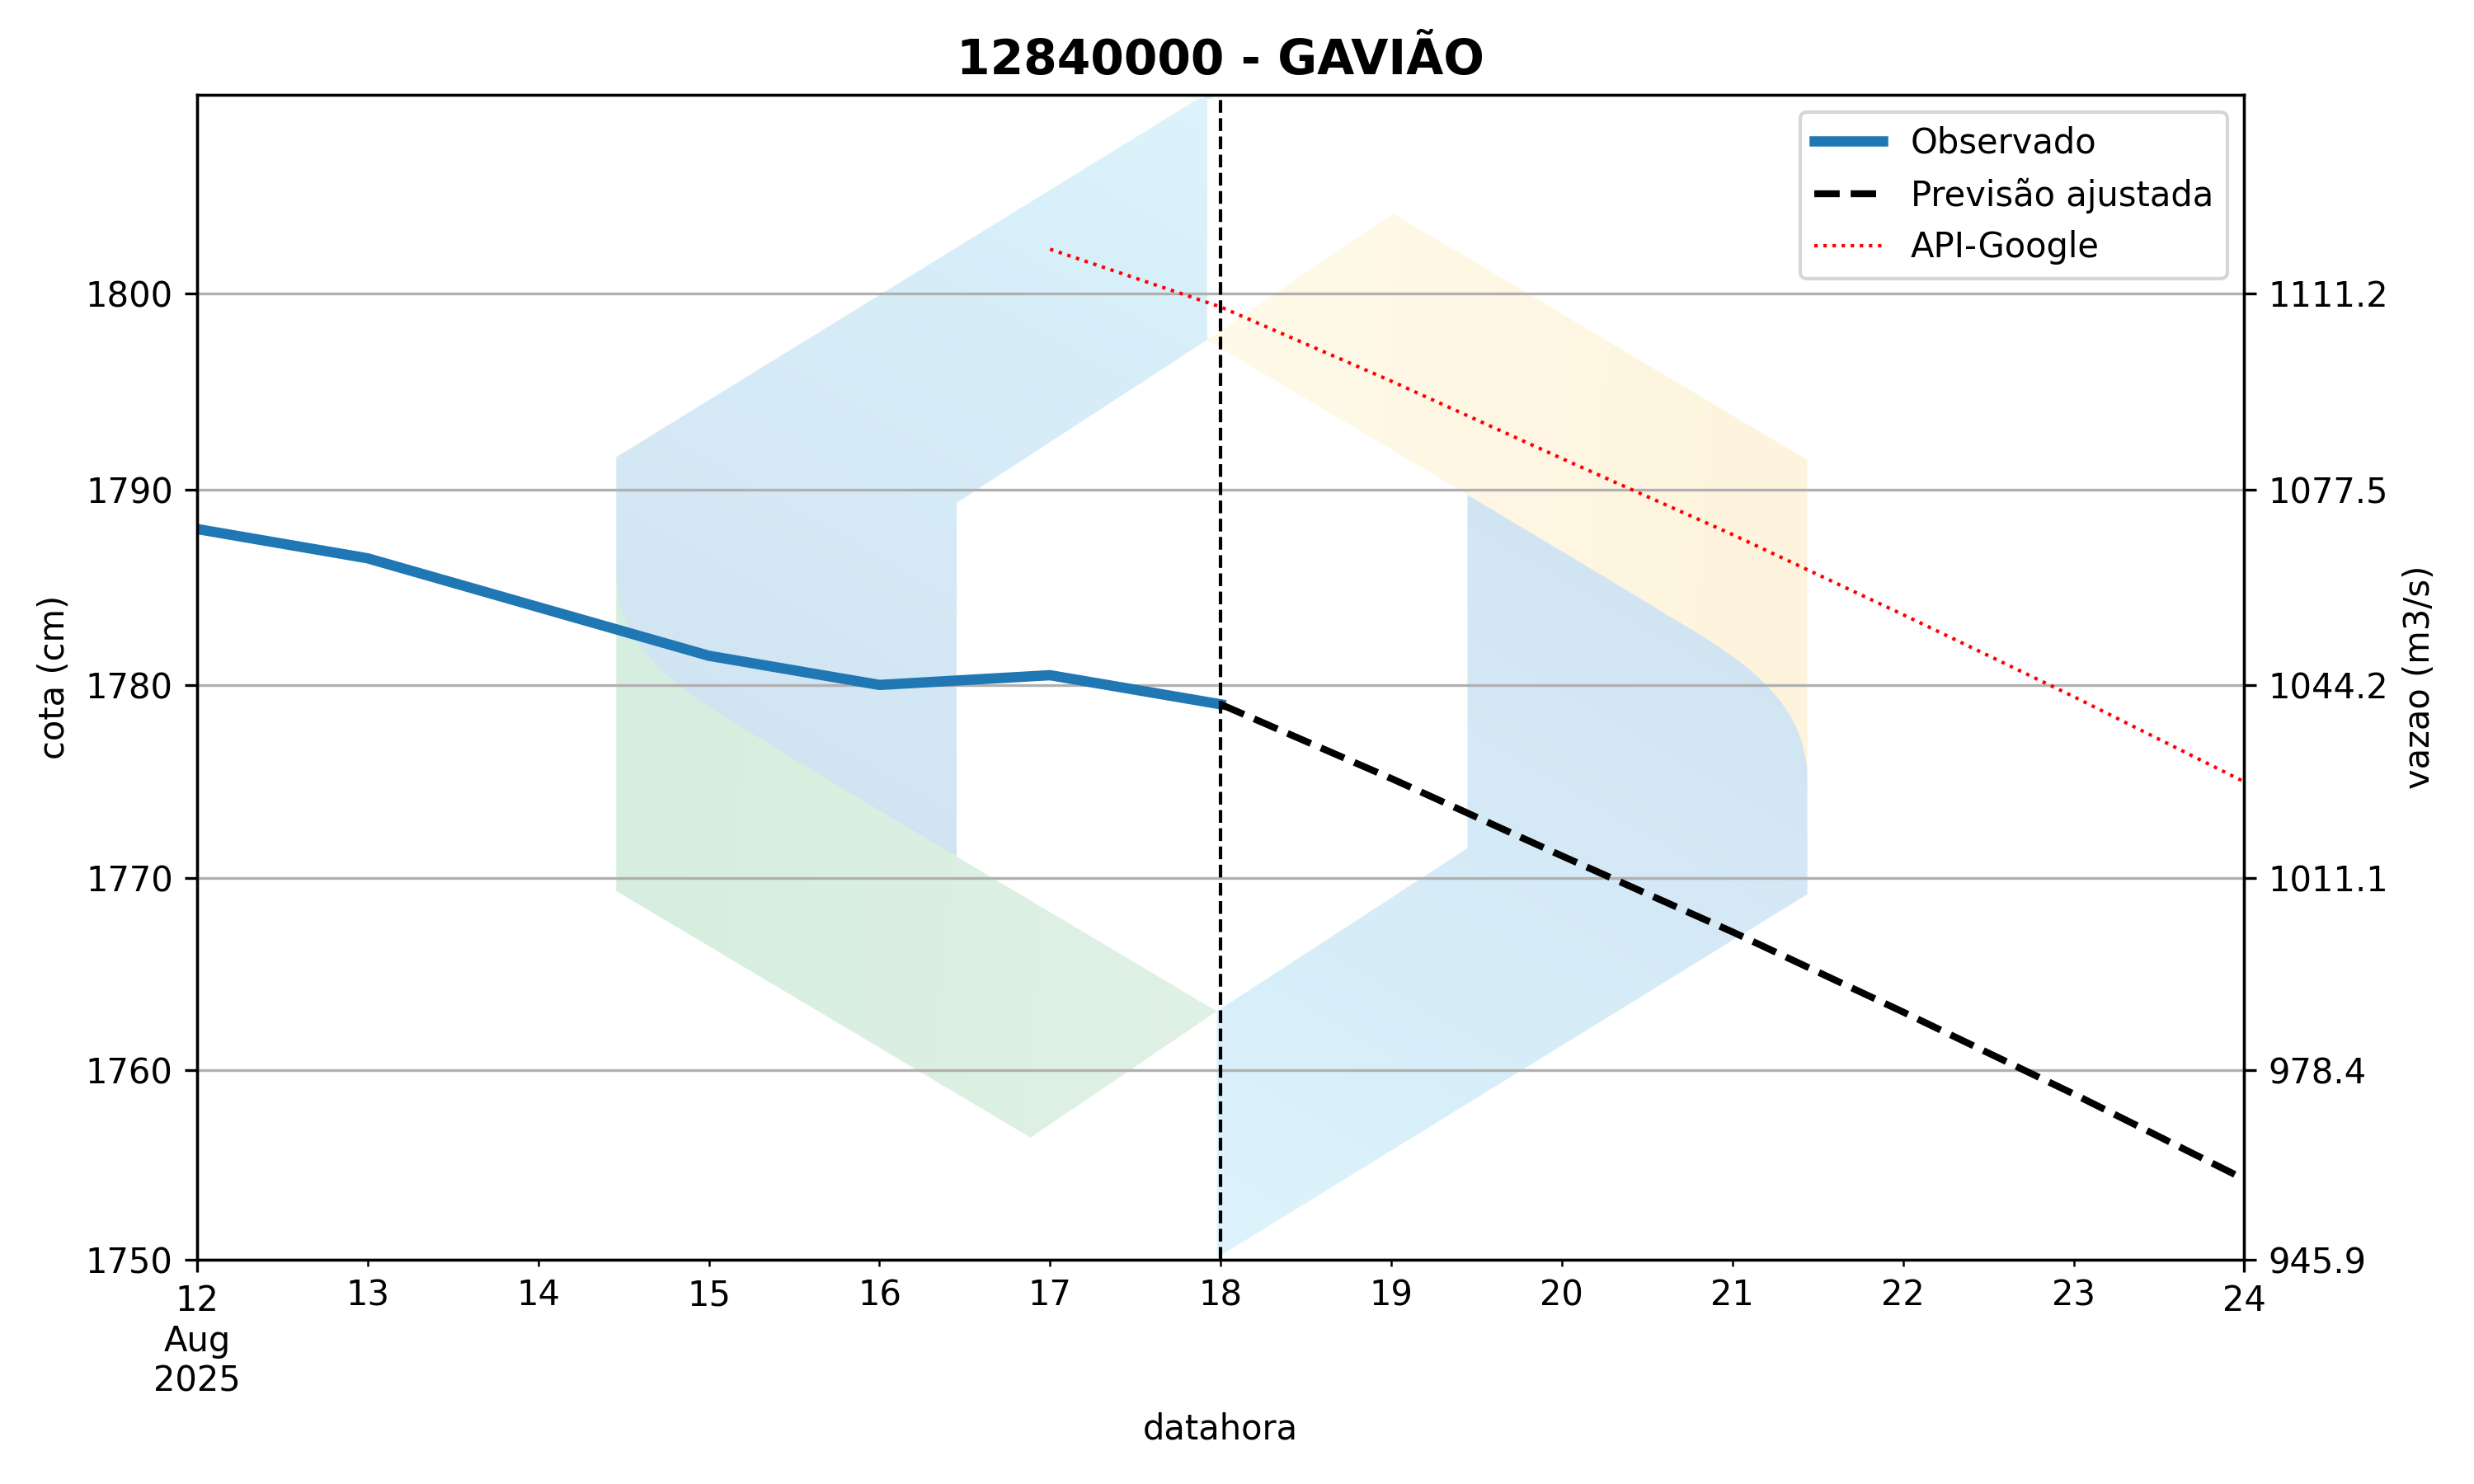 12840000 - GAVIÃO
Observado
Previsão ajustada
API-Google
1800
1790
1780
1770
1760
1750
cota (cm)
1111.2
1077.5
1044.2
1011.1
978.4
945.9
vazao (m3/s)
12 13 14 15 16 17 18 19 20 21 22 23 24
Aug
2025
datahora